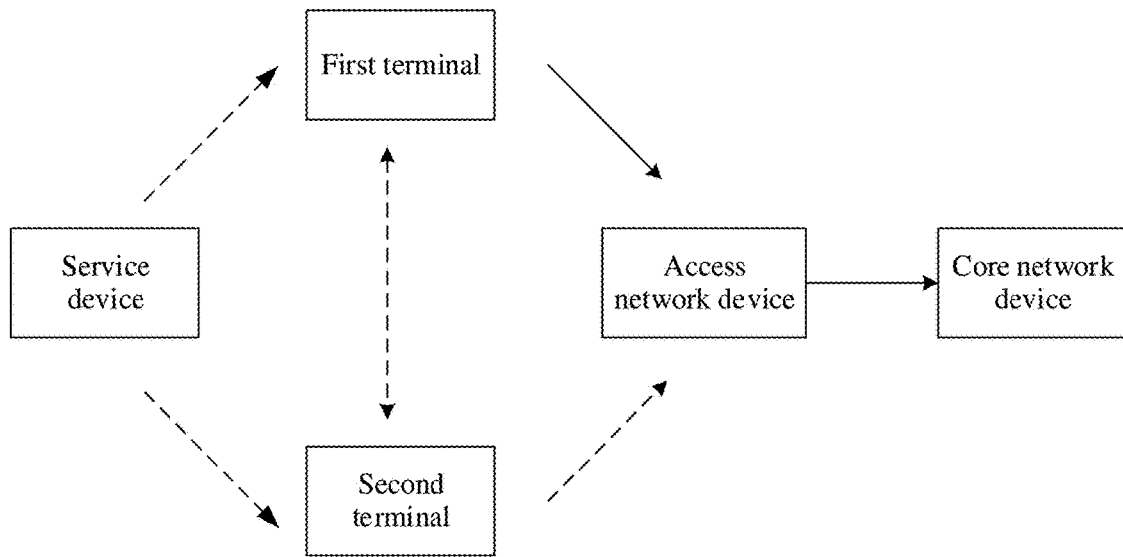 First terminal
Service
device
Access
network device
Core network
device
Second
terminal